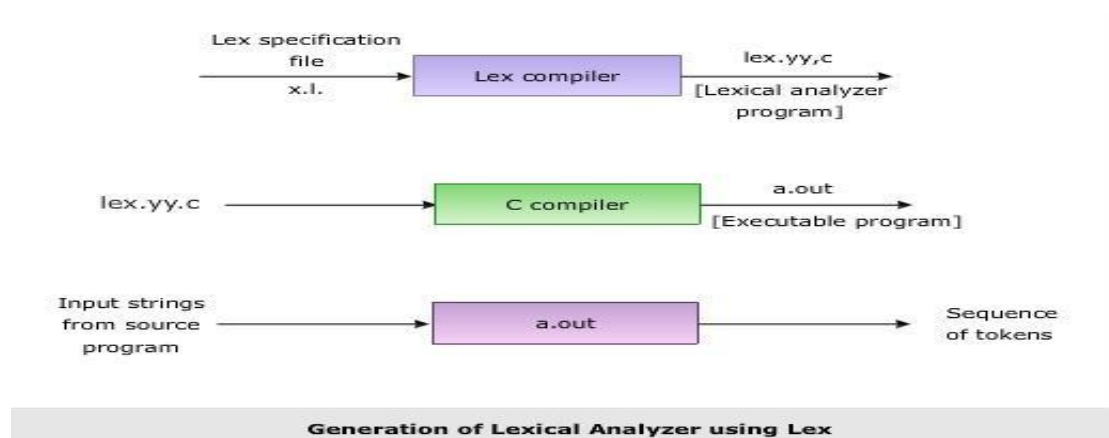 Lex specification
file
x.l.
Lex compiler
lex.yy,c
[Lexical analyzer
program]
lex.yy.c
C compiler
a.out
[Executable program]
Input strings
from source
program
a.out
Sequence
of tokens
Generation of Lexical Analyzer using Lex